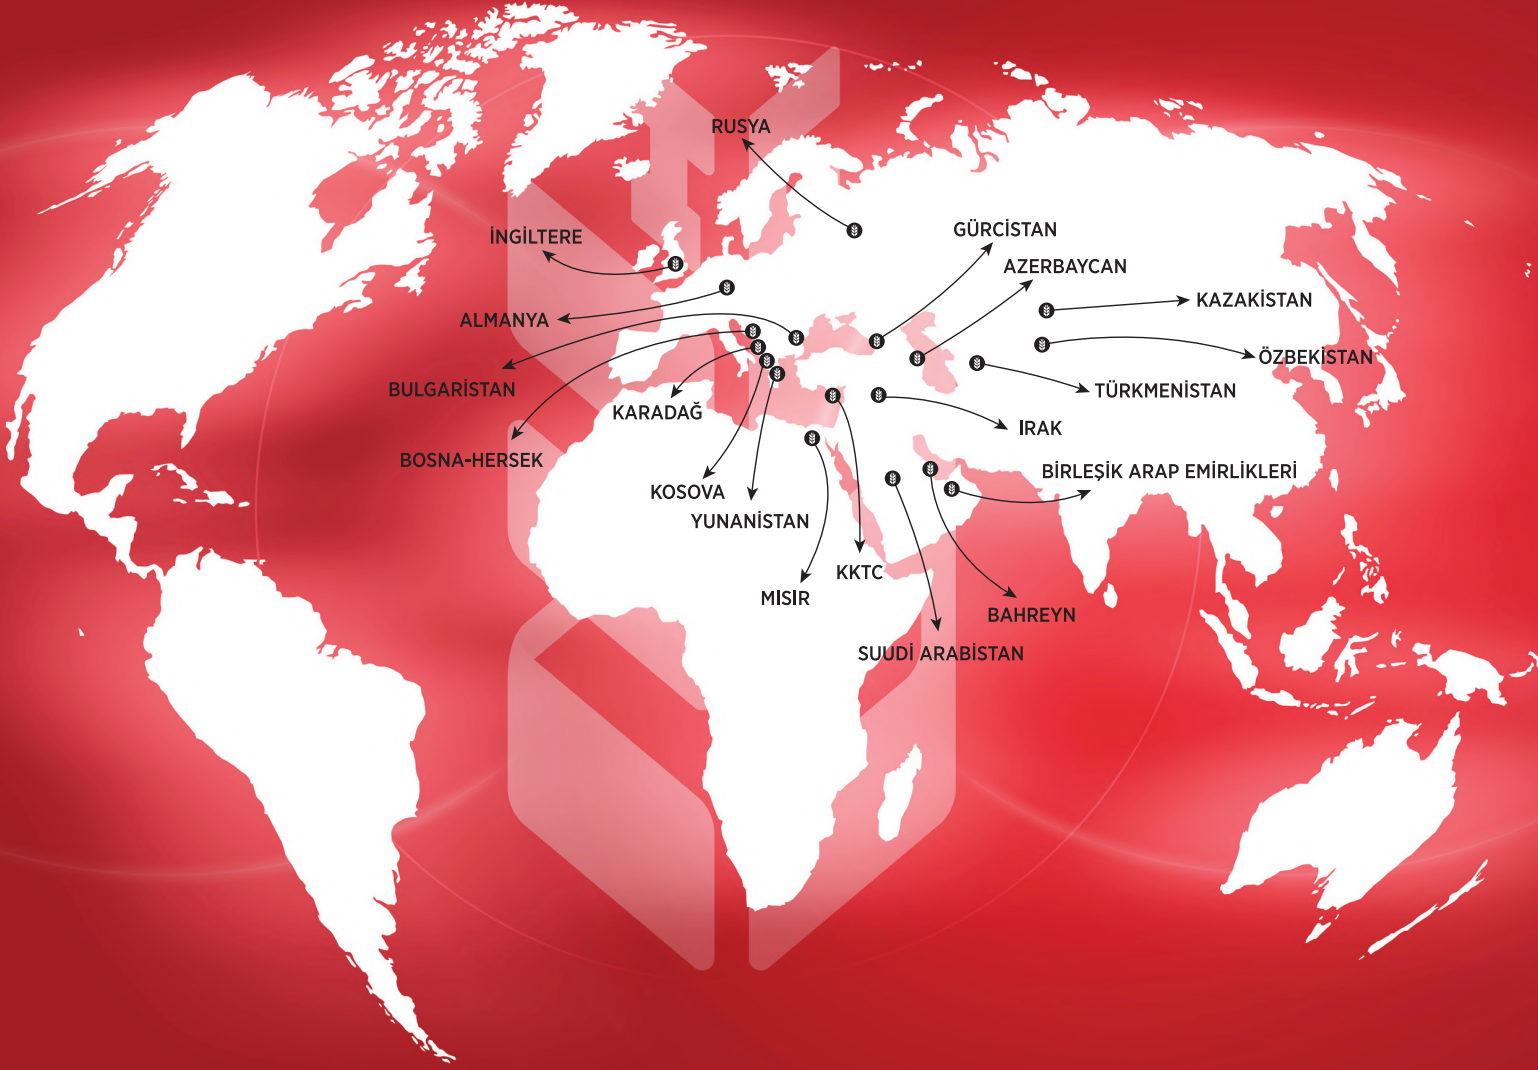 RUSYA
İNGİLTERE
GÜRCİSTAN
AZERBAYCAN
KAZAKİSTAN
ALMANYA
ÖZBEKİSTAN
BULGARİSTAN
TÜRKMENİSTAN
KARADAĞ
IRAK
BOSNA-HERSEK
BİRLEŞİK ARAP EMİRLİKLERİ
KOSOVA
YUNANİSTAN
KKTC
MISIR
BAHREYN
SUUDİ ARABİSTAN